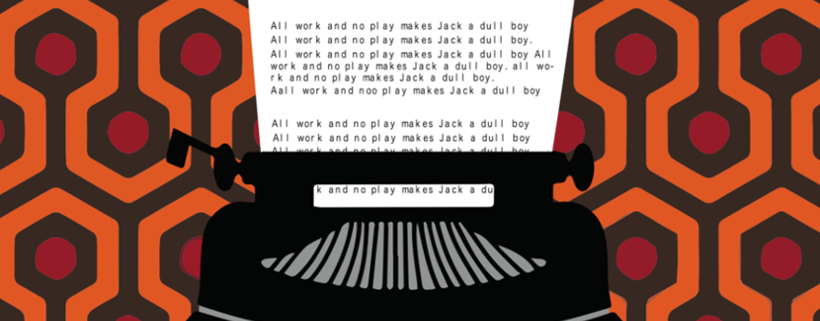 All work and no play makes Jack a dull boy
All work and no play makes Jack a dull boy.
All work and no play makes Jack a dull boy All
work and no play makes Jack a dull boy. all wo-
rk and no play makes Jack a dull boy.
Aall work and noo play makes Jack a dull boy
All work and no play makes Jack a dull boy
All work and no play makes Jack a dull boy
All work and no play makes Jack a dull boy
k and no play makes Jack a du